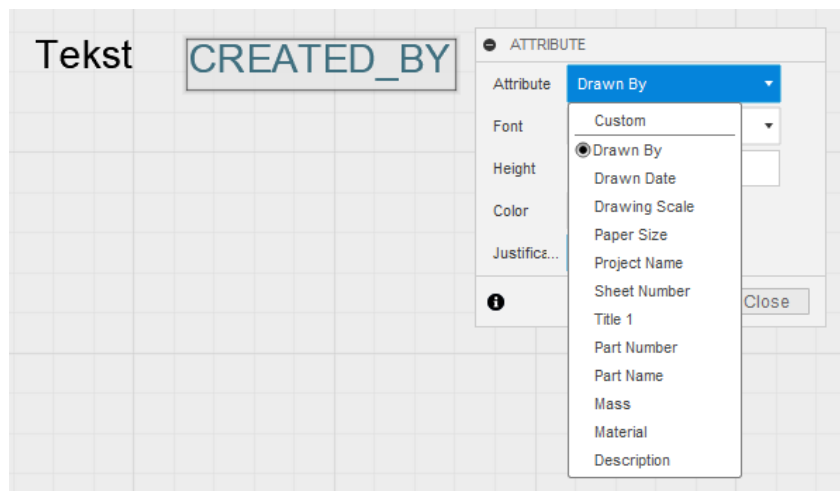 Tekst
CREATED_BY
ATTRIBUTE
Attribute
Drawn By
Font
Height
Color
Justifica...
Custom
Drawn By
Drawn Date
Drawing Scale
Paper Size
Project Name
Sheet Number
Title 1
Part Number
Part Name
Mass
Material
Description
Close